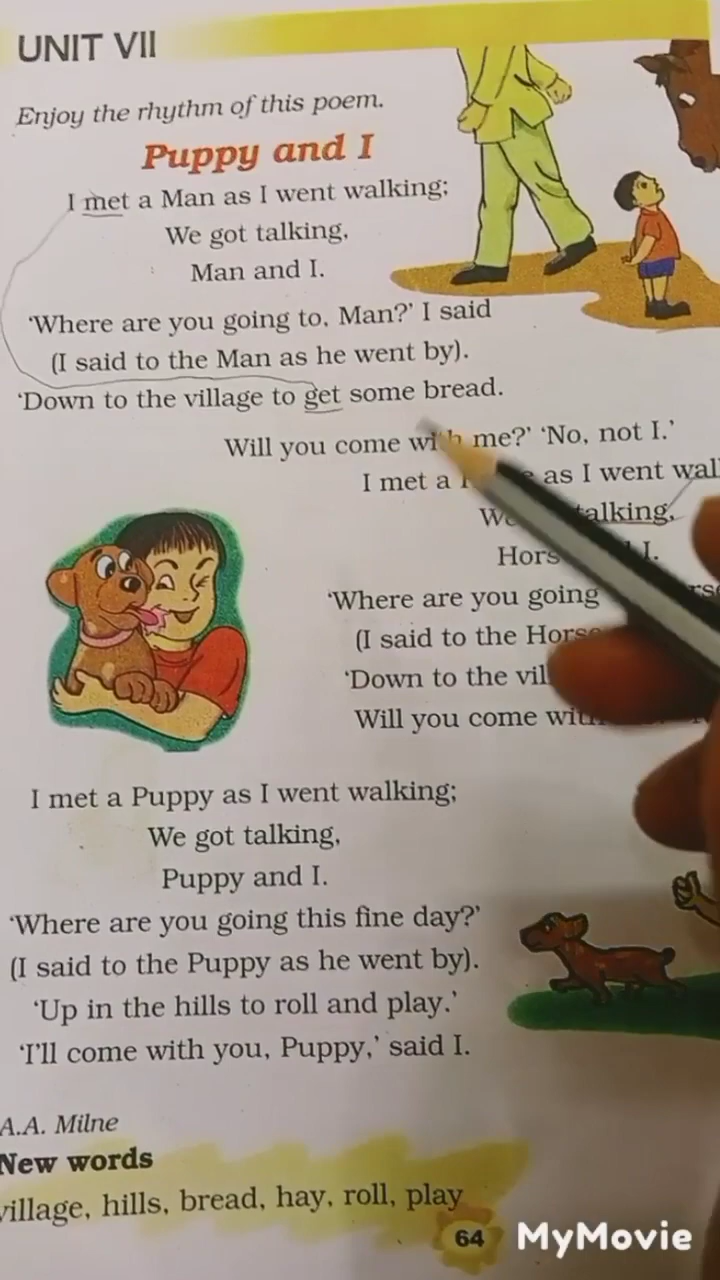 UNIT VII
Enjoy the rhythm of this poem.
Puppy and I
I met a Man as I went walking;
We got talking,
Man and I.
‘Where are you going to, Man?’ I said
(I said to the Man as he went by).
‘Down to the village to get some bread.
Will you come with me?’ ‘No, not I.’
I met a as I went
talking,
I.
‘Where are you going
(I said to the Horse
‘Down to the
Will you come with
I met a Puppy as I went walking;
We got talking,
Puppy and I.
‘Where are you going this fine day?’
(I said to the Puppy as he went by).
‘Up in the hills to roll and play.’
‘I’ll come with you, Puppy,’ said I.
A.A. Milne
New words
village, hills, bread, hay, roll, play
64
MyMovie